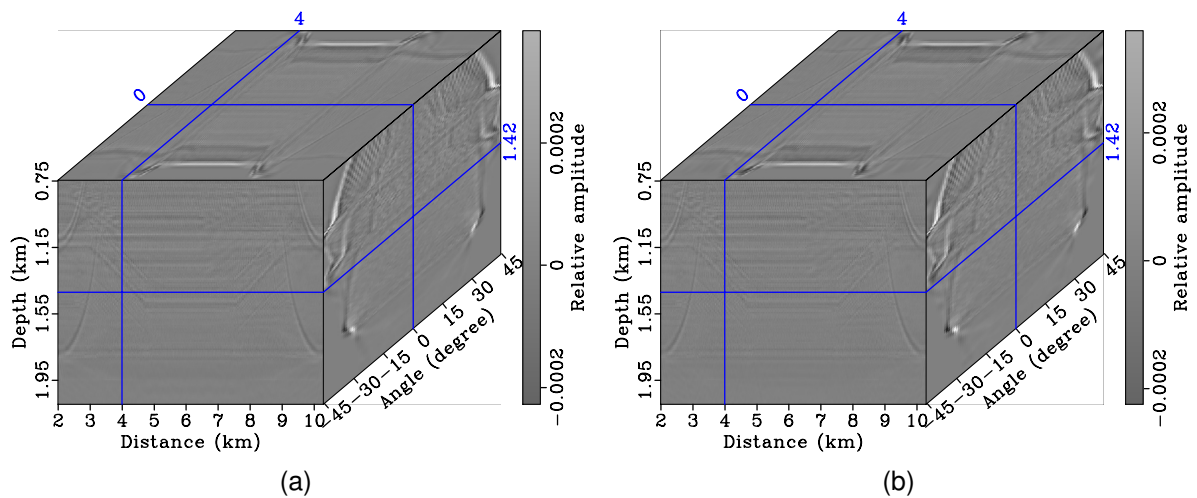 4
0
1.42
0.75
1.15
1.55
1.95
Depth (km)
2 3 4 5 6 7 8 9 10
Distance (km)
-45 -30 -15 0 15 30 45
Angle (degree)
-0.0002 0 0.0002
Relative amplitude
(a)
4
0
1.42
0.75
1.15
1.55
1.95
Depth (km)
2 3 4 5 6 7 8 9 10
Distance (km)
-45 -30 -15 0 15 30 45
Angle (degree)
-0.0002 0 0.0002
Relative amplitude
(b)